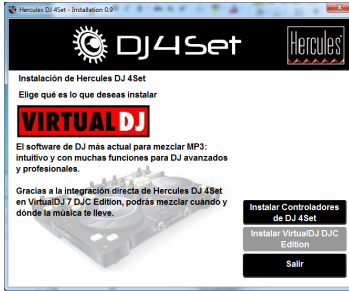 Hercules DJ 4Set - Installation 0.9
DJ4Set
Hercules
Instalación de Hercules DJ 4Set
Elige qué es lo que deseas instalar
VIRTUAL DJ
El software de DJ más actual para mezclar MP3:
intuitivo y con muchas funciones para DJ avanzados
y profesionales.
Gracias a la integración directa de Hercules DJ 4Set
en VirtualDJ 7 DJC Edition, podrás mezclar cuándo y
dónde la música te lleve.
Instalar Controladores
de DJ 4Set
Instalar VirtualDJ DJC
Edition
Salir